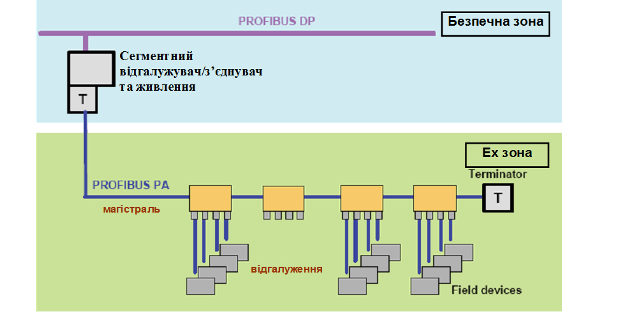 PROFIBUS DP
Безпечна зона
Сегментний
відгалужувач/з’єднувач
та живлення
T
Ex зона
Terminator
PROFIBUS PA
T
магістраль
відгалуження
Field devices